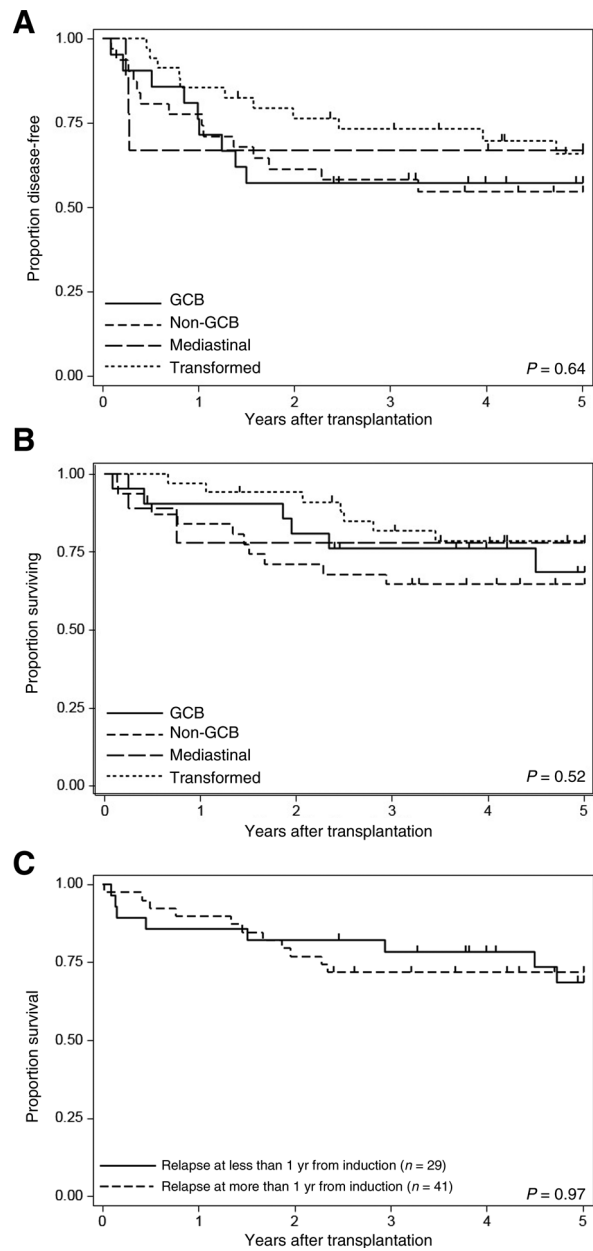 A
Proportion disease-free
1.00
0.75
0.50
0.25
0.00
GCB
Non-GCB
Mediastinal
Transformed
P = 0.64
0 1 2 3 4 5
Years after transplantation
B
Proportion surviving
1.00
0.75
0.50
0.25
0.00
GCB
Non-GCB
Mediastinal
Transformed
P = 0.52
0 1 2 3 4 5
Years after transplantation
C
Proportion survival
1.00
0.75
0.50
0.25
0.00
Relapse at less than 1 yr from induction (n = 29)
Relapse at more than 1 yr from induction (n = 41)
P = 0.97
0 1 2 3 4 5
Years after transplantation